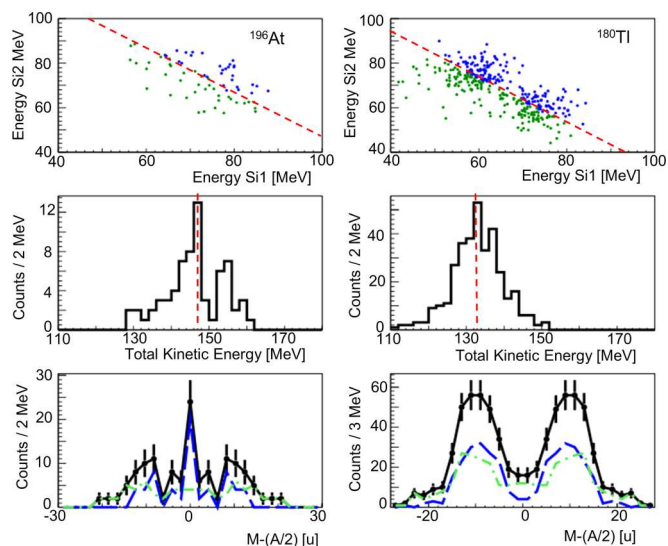 100
80
60
40
Energy Si2 MeV
196At
40 60 80 100
Energy Si1 [MeV]
100
80
60
40
Energy Si2 MeV
180Tl
40 60 80 100
Energy Si1 [MeV]
12
9
6
3
0
Counts / 2 MeV
110 130 150 170
Total Kinetic Energy [MeV]
40
20
0
Counts / 2 MeV
110 130 150 170
Total Kinetic Energy [MeV]
30
20
10
0
Counts / 2 MeV
-30 0 30
M-(A/2) [u]
60
40
20
0
Counts / 3 MeV
-20 0 20
M-(A/2) [u]